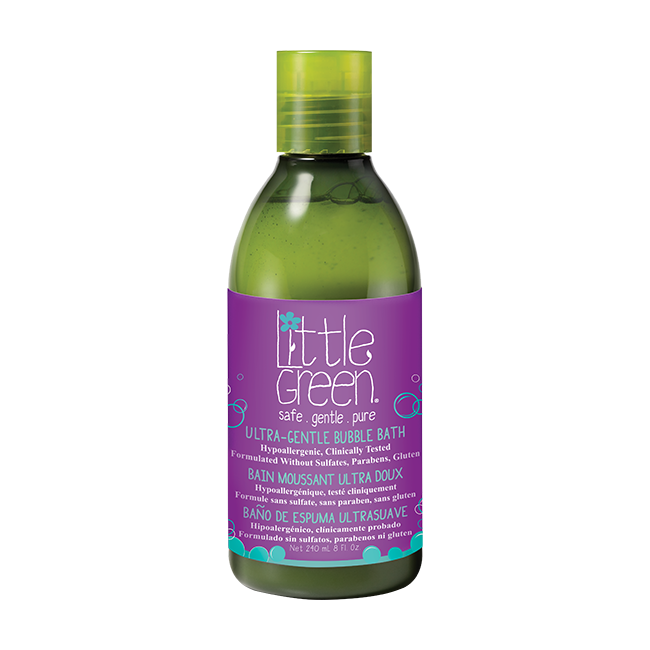 Little
Green®
safe . gentle . pure
ULTRA-GENTLE BUBBLE BATH
Hypoallergenic, Clinically Tested
Formulated Without Sulfates, Parabens, Gluten
BAIN MOUSSANT ULTRA DOUX
Hypoallergénique, testé cliniquement
Formule sans sulfate, sans paraben, sans gluten
BAÑO DE ESPUMA ULTRASUAVE
Hipoalergénico, clínicamente probado
Formulado sin sulfatos, parabenos ni gluten
Net 240 mL 8 fl Oz